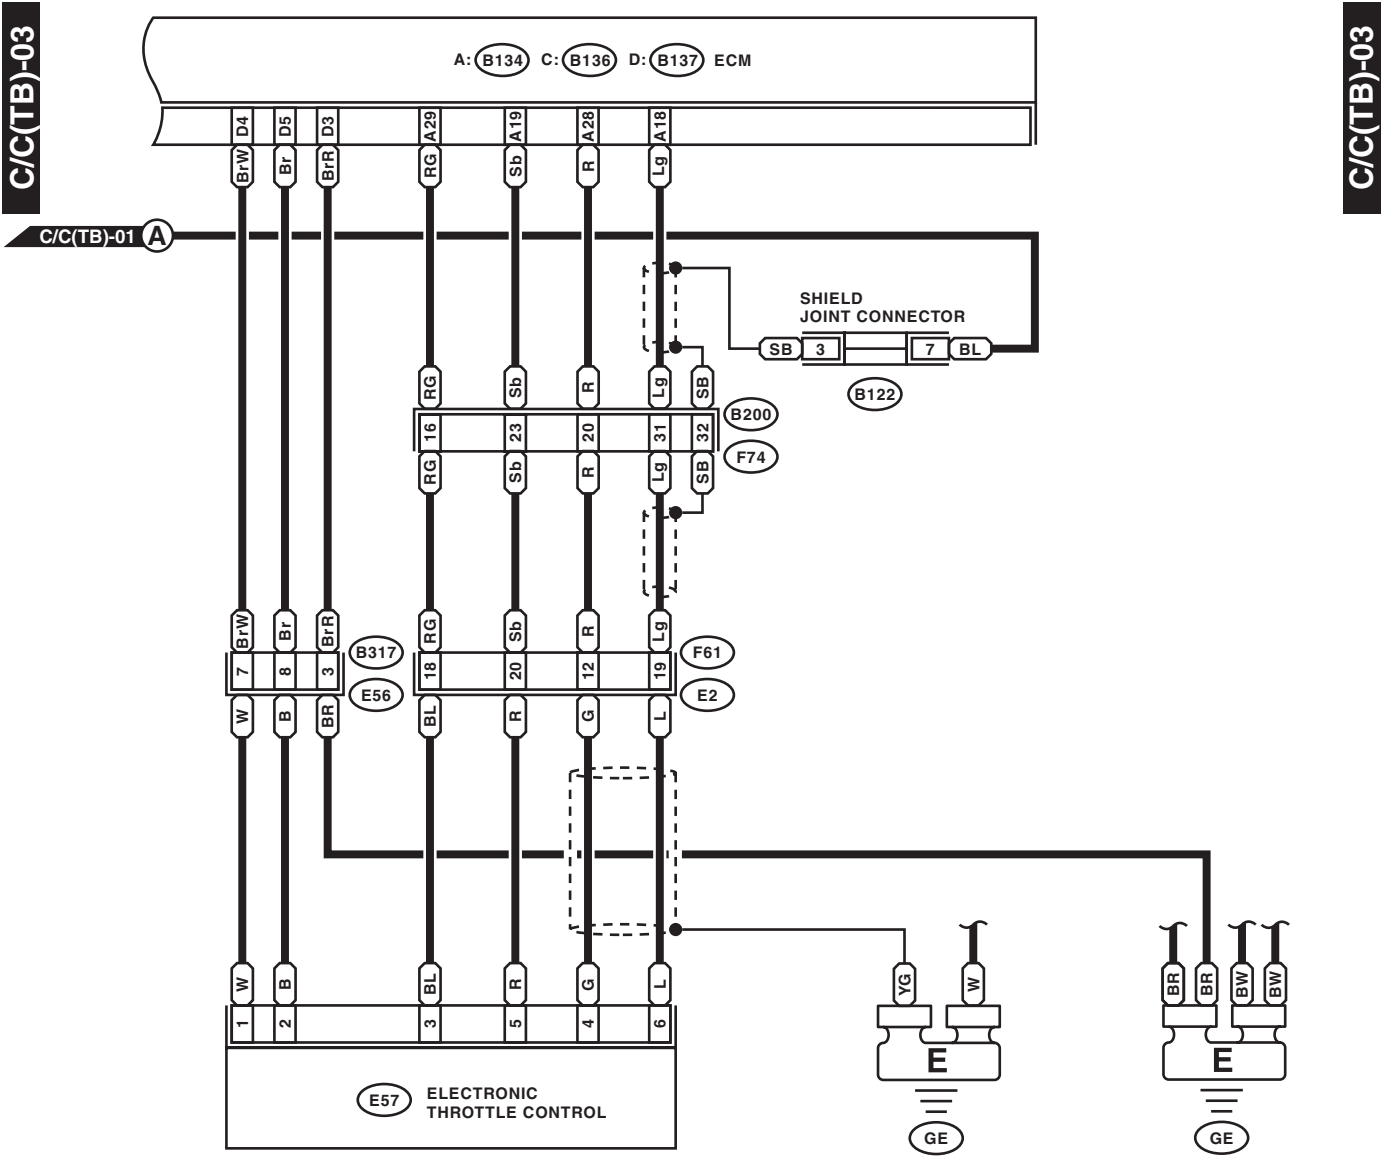 C/C(TB)-03
C/C(TB)-03
A: B134 C: B136 D: B137 ECM
D4 D5 D3 A29 A19 A28 A18
BrW Br BrR RG Sb R Lg
C/C(TB)-01 A
SHIELD
JOINT CONNECTOR
SB 3 7 BL
B122
RG Sb R Lg SB
B200
16 23 20 31 32
F74
RG Sb R Lg SB
BrW Br BrR RG Sb R Lg
B317 F61
7 8 3 18 20 12 19
E56 E2
W B BR BL R G L
W B BL R G L YG W BR BR BW BW
1 2 3 5 4 6
E E
E57 ELECTRONIC
THROTTLE CONTROL
GE GE